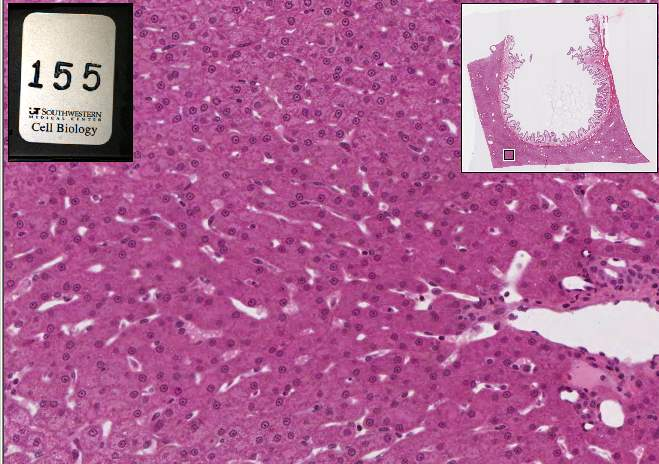 155
UT SOUTHWESTERN
MEDICAL CENTER
Cell Biology